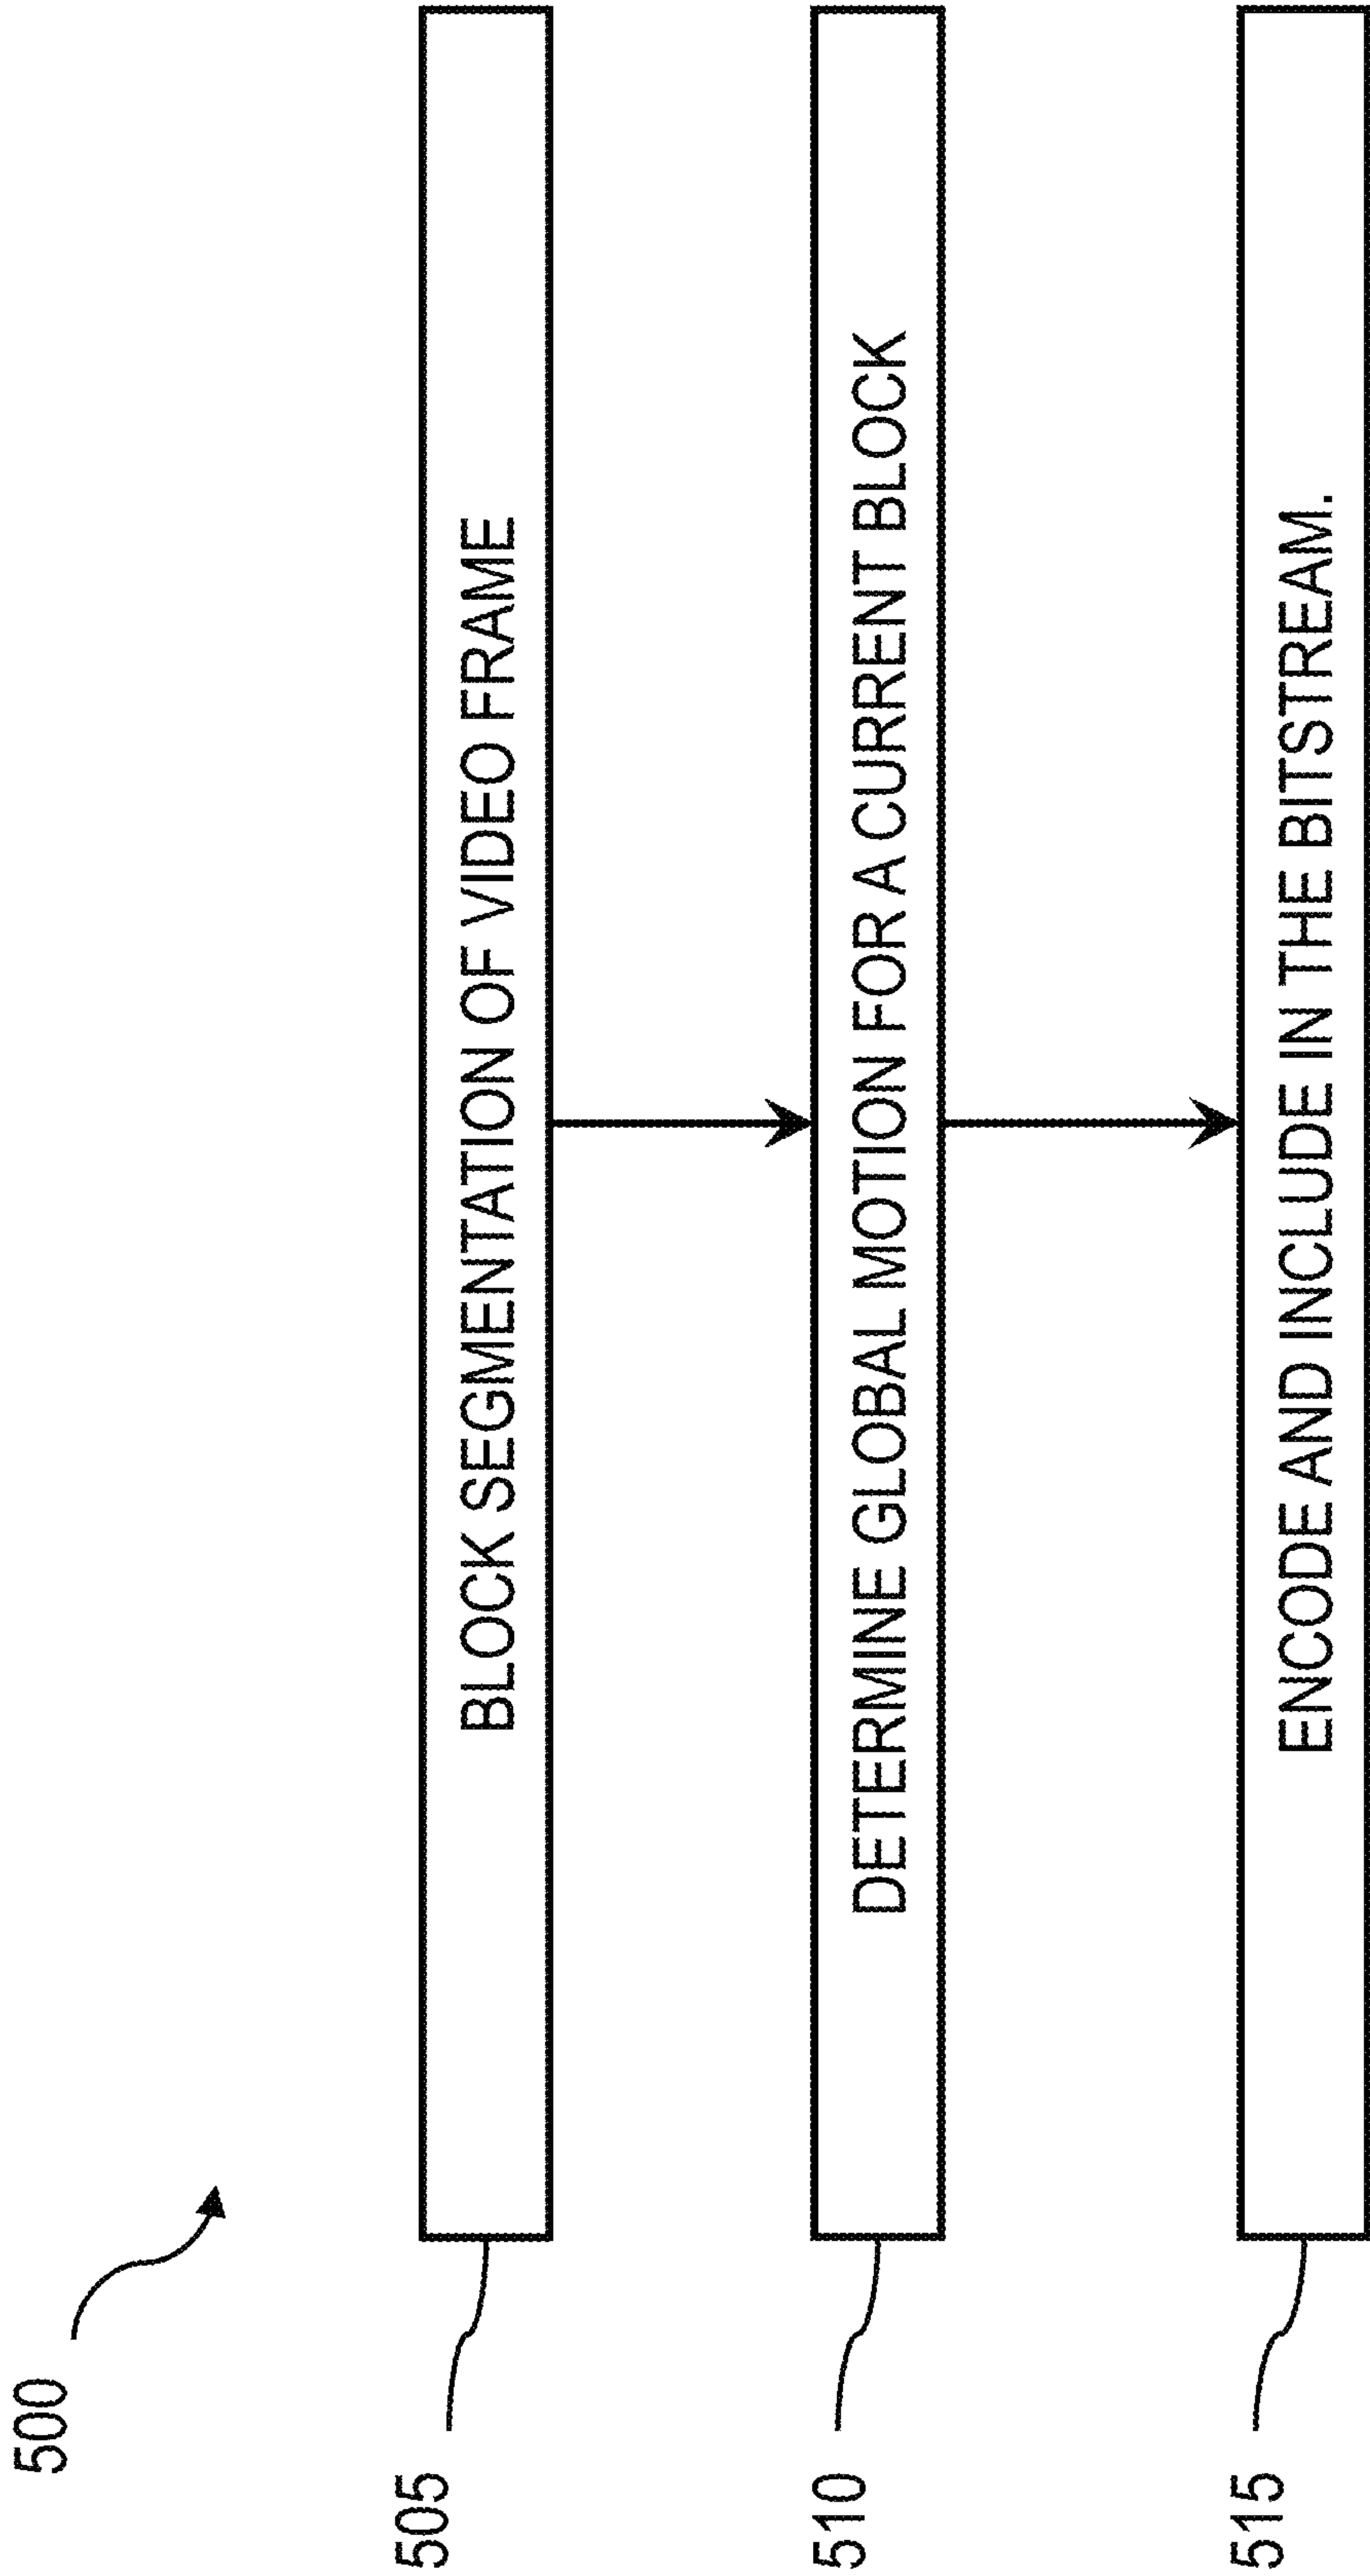 500
505
BLOCK SEGMENTATION OF VIDEO FRAME
510
DETERMINE GLOBAL MOTION FOR A CURRENT BLOCK
515
ENCODE AND INCLUDE IN THE BITSTREAM.